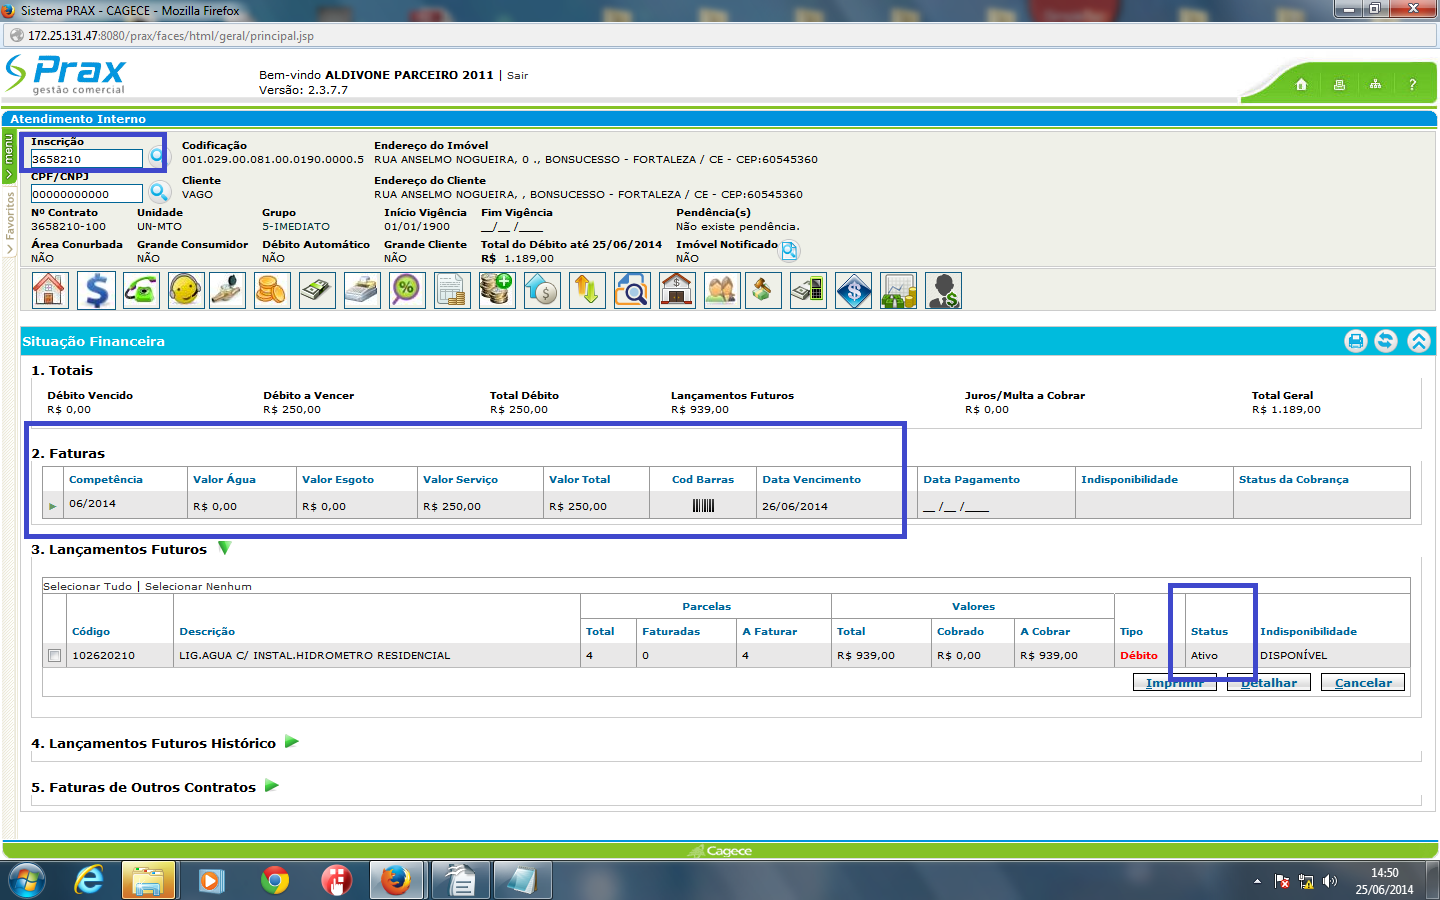 Sistema PRAX - CAGECE - Mozilla Firefox
172.25.131.47:8080/prax/faces/html/geral/principal.jsp
Prax
gestão comercial
Bem-vindo ALDIVONE PARCEIRO 2011 | Sair
Versão: 2.3.7.7
?
Atendimento Interno
menu
Favoritos
Inscrição Codificação Endereço do Imóvel
3658210 001.029.00.081.00.0190.0000.5 RUA ANSELMO NOGUEIRA, 0 ., BONSUCESSO - FORTALEZA / CE - CEP:60545360
CPF/CNPJ Cliente Endereço do Cliente
00000000000 VAGO RUA ANSELMO NOGUEIRA, , BONSUCESSO - FORTALEZA / CE - CEP:60545360
Nº Contrato Unidade Grupo Início Vigência Fim Vigência Pendência(s)
3658210-100 UN-MTO 5-IMEDIATO 01/01/1900 __/__ /____ Não existe pendência.
Área Conurbada Grande Consumidor Débito Automático Grande Cliente Total do Débito até 25/06/2014 Imóvel Notificado
NÃO NÃO NÃO NÃO R$ 1.189,00 NÃO
Situação Financeira
1. Totais
Débito Vencido Débito a Vencer Total Débito Lançamentos Futuros Juros/Multa a Cobrar Total Geral
R$ 0,00 R$ 250,00 R$ 250,00 R$ 939,00 R$ 0,00 R$ 1.189,00
2. Faturas
Competência Valor Água Valor Esgoto Valor Serviço Valor Total Cod Barras Data Vencimento Data Pagamento Indisponibilidade Status da Cobrança
06/2014 R$ 0,00 R$ 0,00 R$ 250,00 R$ 250,00 26/06/2014 __ /__ /____
3. Lançamentos Futuros
Selecionar Tudo | Selecionar Nenhum
Parcelas Valores
Código Descrição Total Faturadas A Faturar Total Cobrado A Cobrar Tipo Status Indisponibilidade
102620210 LIG.AGUA C/ INSTAL.HIDROMETRO RESIDENCIAL 4 0 4 R$ 939,00 R$ 0,00 R$ 939,00 Débito Ativo DISPONÍVEL
Imprimir Detalhar Cancelar
4. Lançamentos Futuros Histórico
5. Faturas de Outros Contratos
Cagece
14:50
25/06/2014